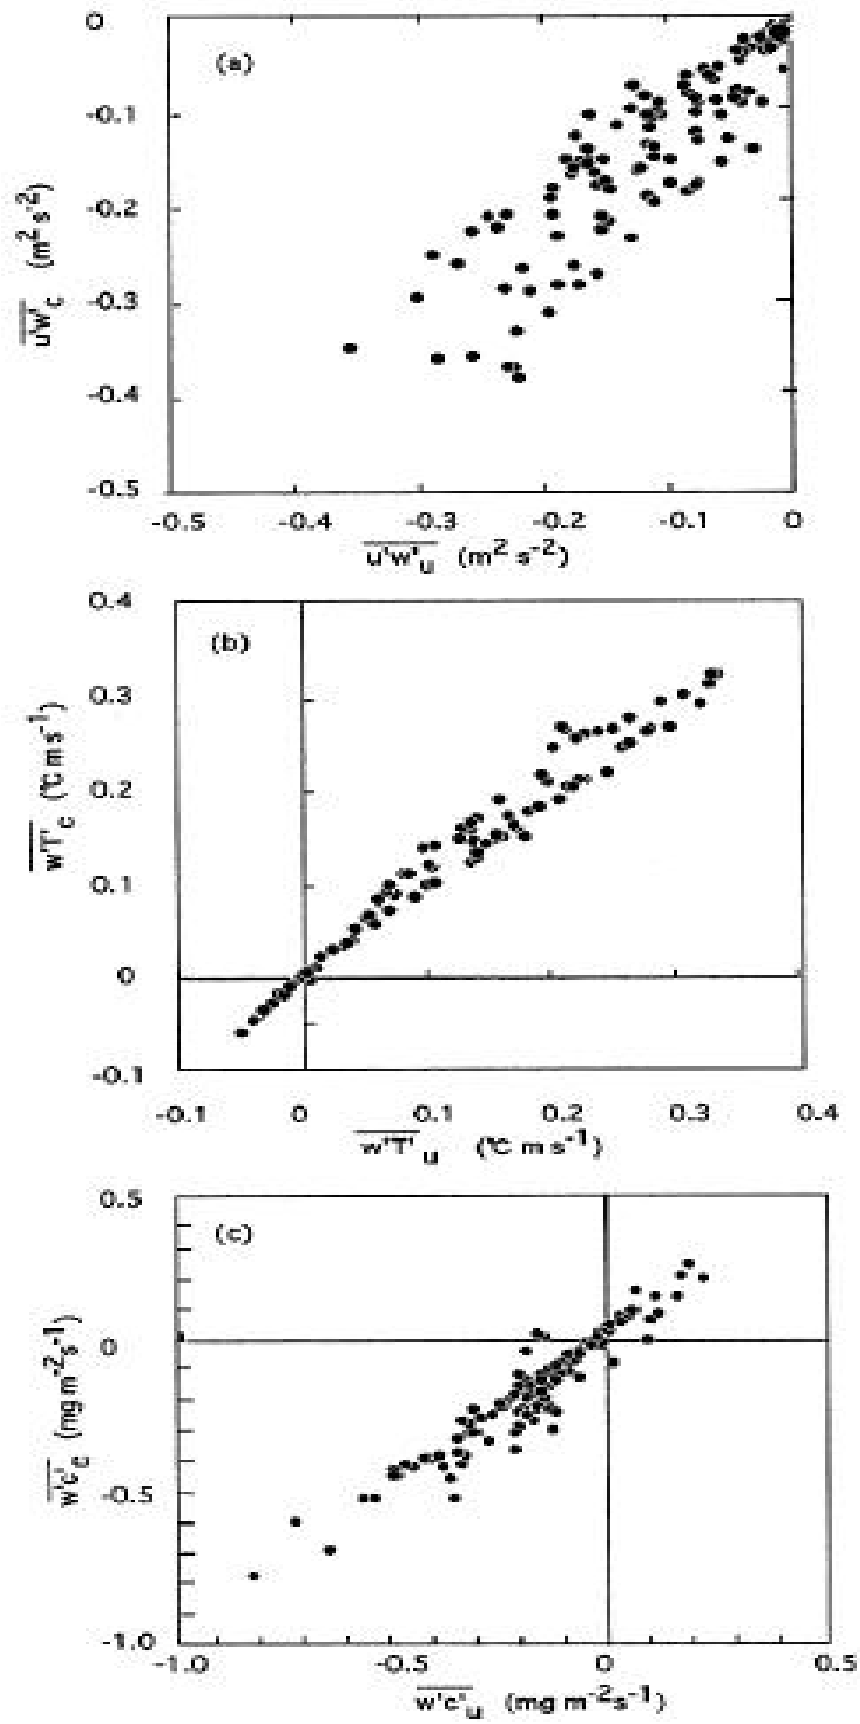 0
(a)
-0.1
-0.2
-0.3
-0.4
-0.5
u'w'c (m² s⁻²)
-0.5 -0.4 -0.3 -0.2 -0.1 0
u'w'u (m² s⁻²)
0.4
(b)
0.3
0.2
0.1
0
-0.1
w'T'c (°C m s⁻¹)
-0.1 0 0.1 0.2 0.3 0.4
w'T'u (°C m s⁻¹)
0.5
(c)
0
-0.5
-1.0
w'c'c (mg m⁻²s⁻¹)
-1.0 -0.5 0 0.5
w'c'u (mg m⁻²s⁻¹)